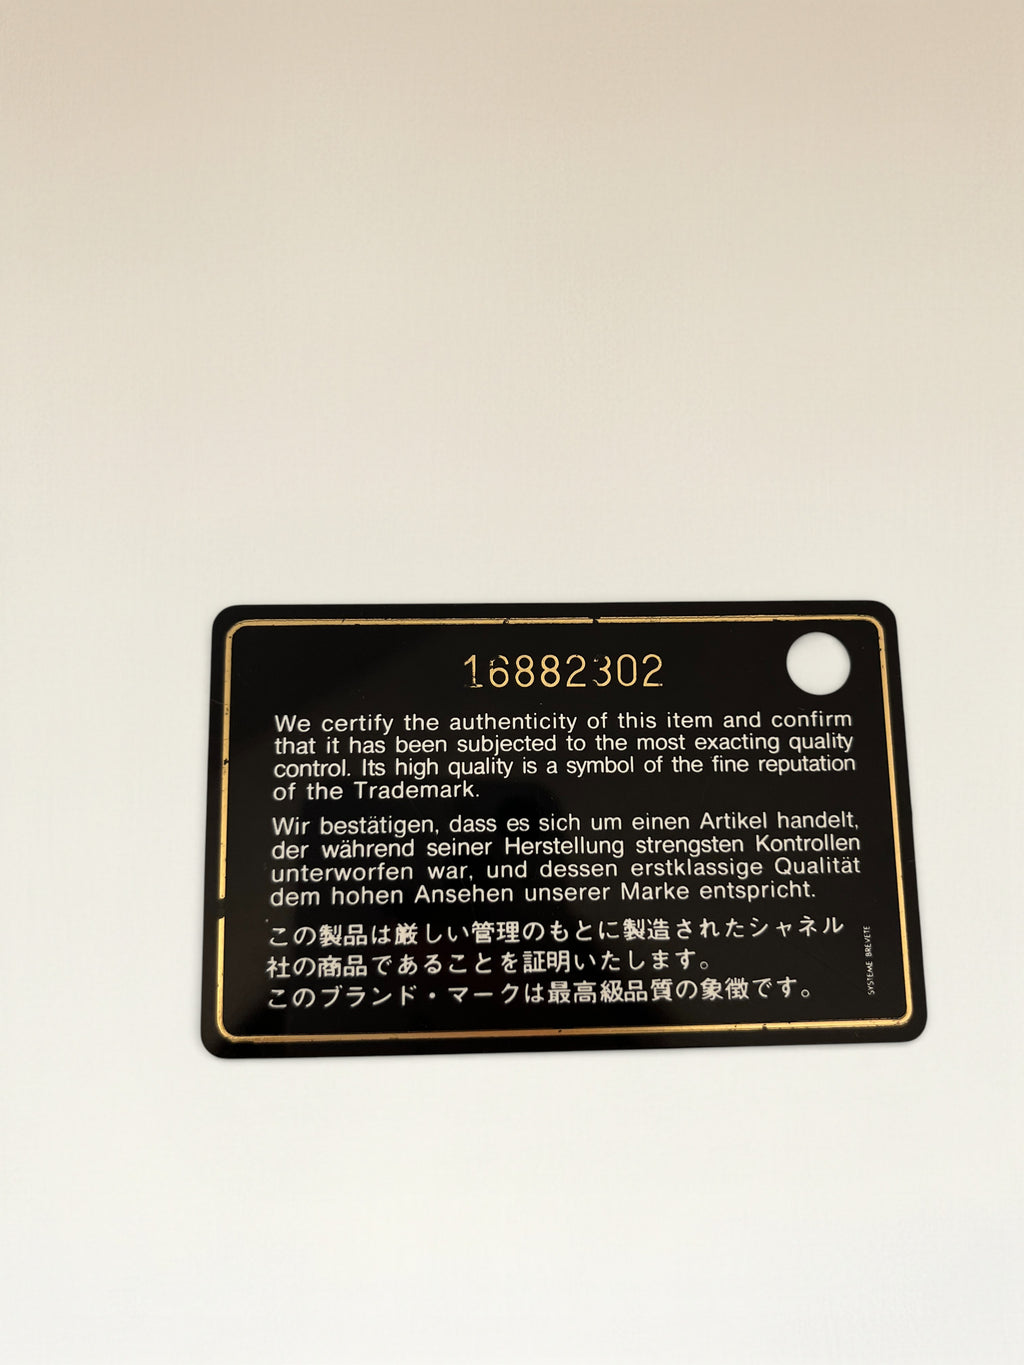 16882302
We certify the authenticity of this item and confirm
that it has been subjected to the most exacting quality
control. Its high quality is a symbol of the fine reputation
of the Trademark.
Wir bestätigen, dass es sich um einen Artikel handelt,
der während seiner Herstellung strengsten Kontrollen
unterworfen war, und dessen erstklassige Qualität
dem hohen Ansehen unserer Marke entspricht.
この製品は厳しい管理のもとに製造されたシャネル
社の商品であることを証明いたします。
このブランド・マークは最高級品質の象徴です。
SYSTEME BREVETE